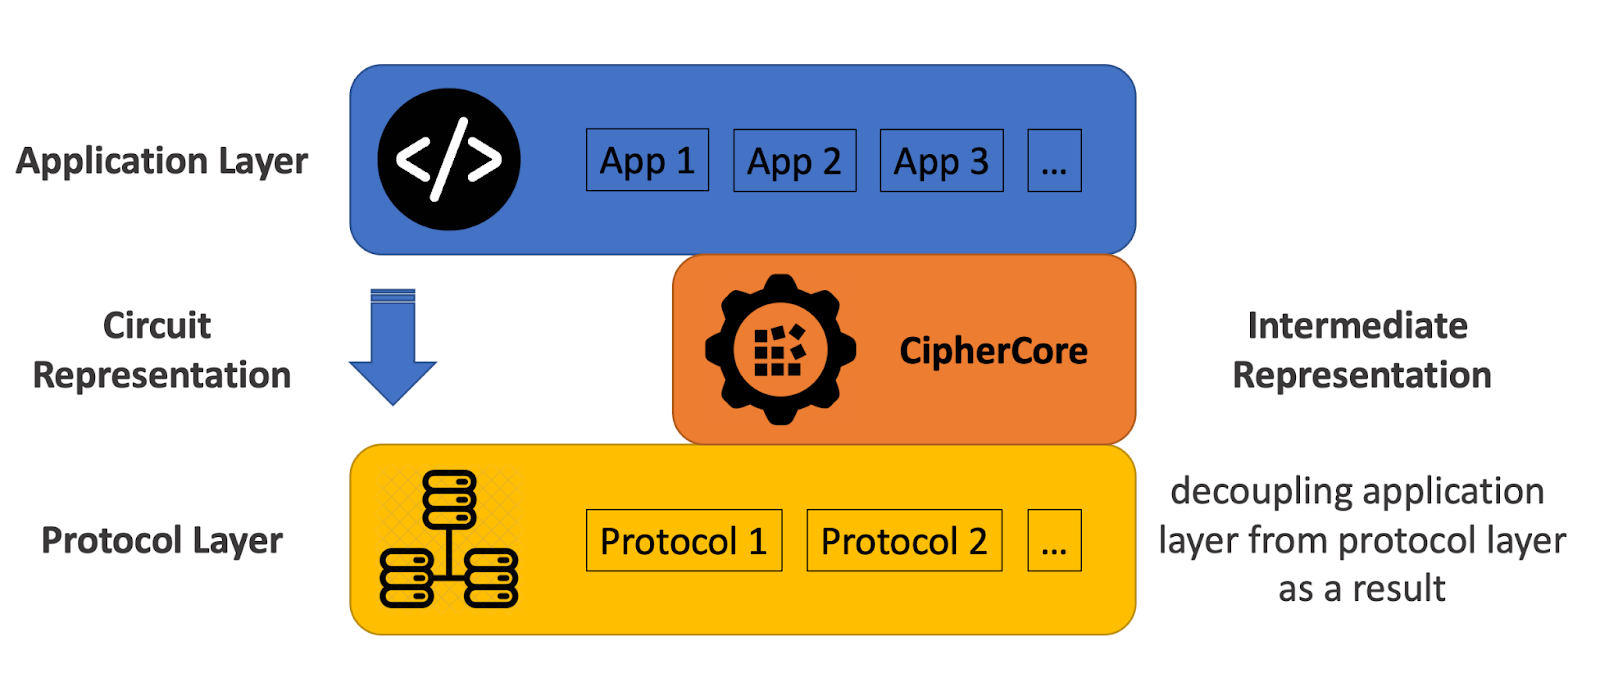 Application Layer
</>
App 1
App 2
App 3
...
Circuit
Representation
CipherCore
Intermediate
Representation
Protocol Layer
Protocol 1
Protocol 2
...
decoupling application
layer from protocol layer
as a result